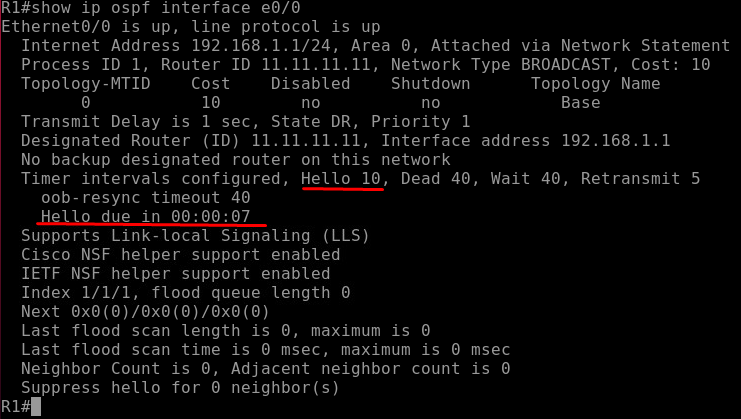 R1#show ip ospf interface e0/0
Ethernet0/0 is up, line protocol is up
  Internet Address 192.168.1.1/24, Area 0, Attached via Network Statement
  Process ID 1, Router ID 11.11.11.11, Network Type BROADCAST, Cost: 10
  Topology-MTID    Cost    Disabled    Shutdown      Topology Name
        0           10        no          no            Base
  Transmit Delay is 1 sec, State DR, Priority 1
  Designated Router (ID) 11.11.11.11, Interface address 192.168.1.1
  No backup designated router on this network
  Timer intervals configured, Hello 10, Dead 40, Wait 40, Retransmit 5
    oob-resync timeout 40
    Hello due in 00:00:07
  Supports Link-local Signaling (LLS)
  Cisco NSF helper support enabled
  IETF NSF helper support enabled
  Index 1/1/1, flood queue length 0
  Next 0x0(0)/0x0(0)/0x0(0)
  Last flood scan length is 0, maximum is 0
  Last flood scan time is 0 msec, maximum is 0 msec
  Neighbor Count is 0, Adjacent neighbor count is 0
  Suppress hello for 0 neighbor(s)
R1#